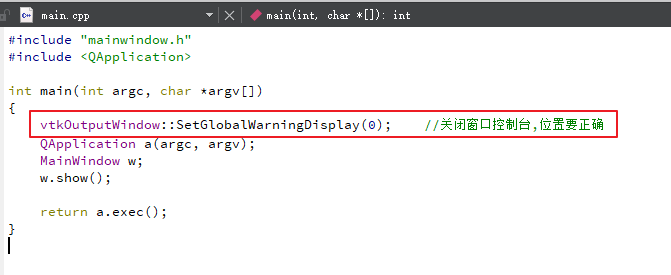 main.cpp main(int, char *[]): int
#include "mainwindow.h"
#include <QApplication>
int main(int argc, char *argv[])
{
vtkOutputWindow::SetGlobalWarningDisplay(0); //关闭窗口控制台,位置要正确
QApplication a(argc, argv);
MainWindow w;
w.show();
return a.exec();
}